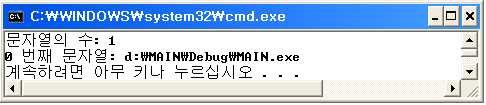 C:₩WINDOWS₩system32₩cmd.exe
문자열의 수: 1
0 번째 문자열: d:₩MAIN₩Debug₩MAIN.exe
계속하려면 아무 키나 누르십시오 . . .